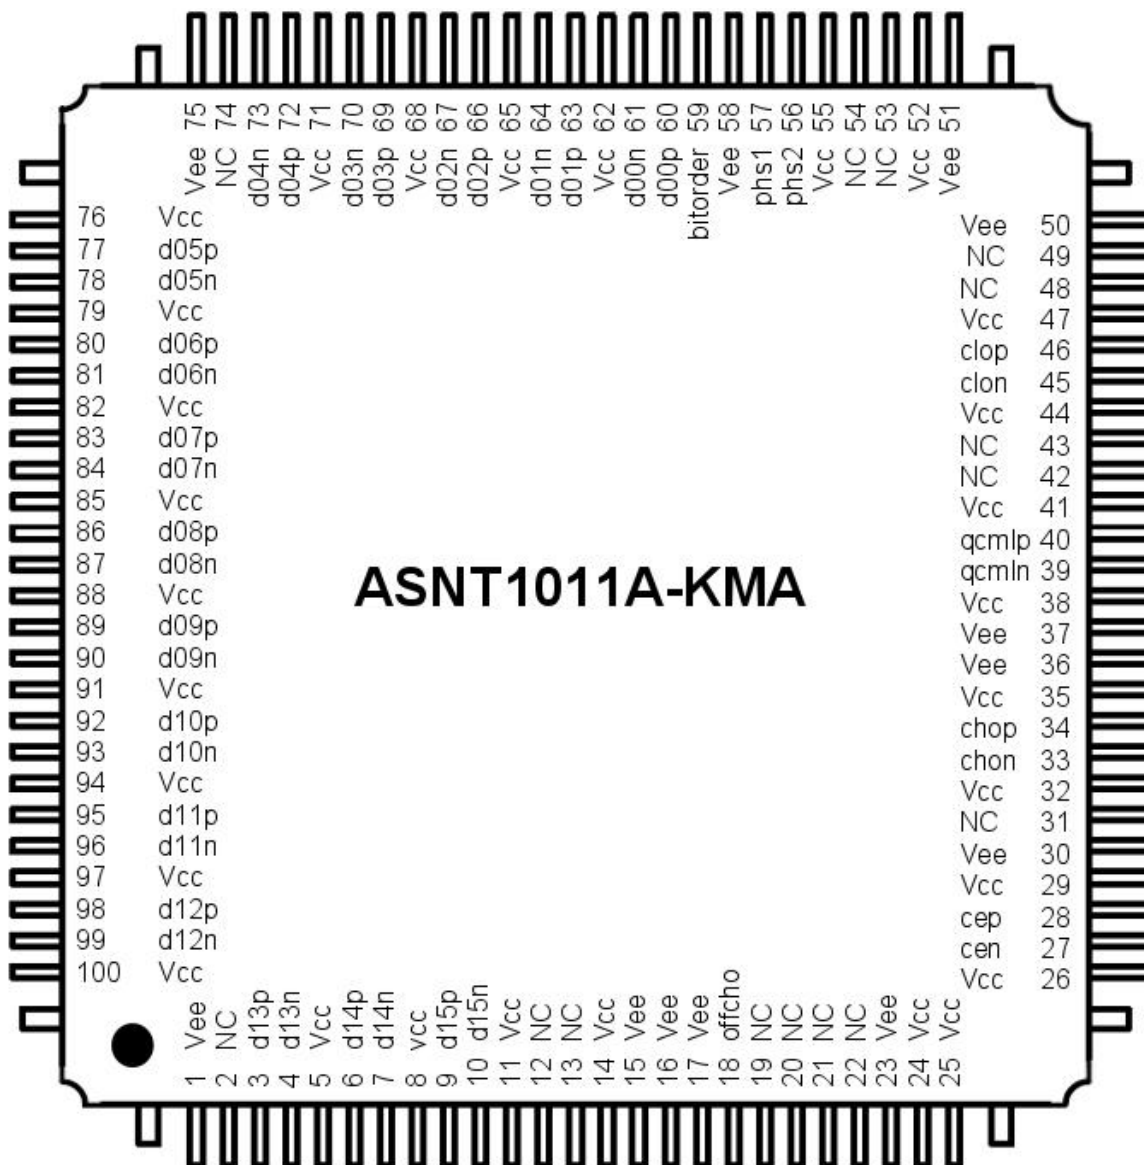 Vee 75
NC 74
d04n 73
d04p 72
Vcc 71
d03n 70
d03p 69
Vcc 68
d02n 67
d02p 66
Vcc 65
d01n 64
d01p 63
Vcc 62
d00n 61
d00p 60
bitorder 59
Vee 58
phs1 57
phs2 56
Vcc 55
NC 54
NC 53
Vcc 52
Vee 51
76 Vcc
77 d05p
78 d05n
79 Vcc
80 d06p
81 d06n
82 Vcc
83 d07p
84 d07n
85 Vcc
86 d08p
87 d08n
88 Vcc
89 d09p
90 d09n
91 Vcc
92 d10p
93 d10n
94 Vcc
95 d11p
96 d11n
97 Vcc
98 d12p
99 d12n
100 Vcc
ASNT1011A-KMA
Vee 50
NC 49
NC 48
Vcc 47
clop 46
clon 45
Vcc 44
NC 43
NC 42
Vcc 41
qcmlp 40
qcmln 39
Vcc 38
Vee 37
Vee 36
Vcc 35
chop 34
chon 33
Vcc 32
NC 31
Vee 30
Vcc 29
cep 28
cen 27
Vcc 26
1 Vee
2 NC
3 d13p
4 d13n
5 Vcc
6 d14p
7 d14n
8 vcc
9 d15p
10 d15n
11 Vcc
12 NC
13 NC
14 Vcc
15 Vee
16 Vee
17 Vee
18 offcho
19 NC
20 NC
21 NC
22 NC
23 Vee
24 Vcc
25 Vcc